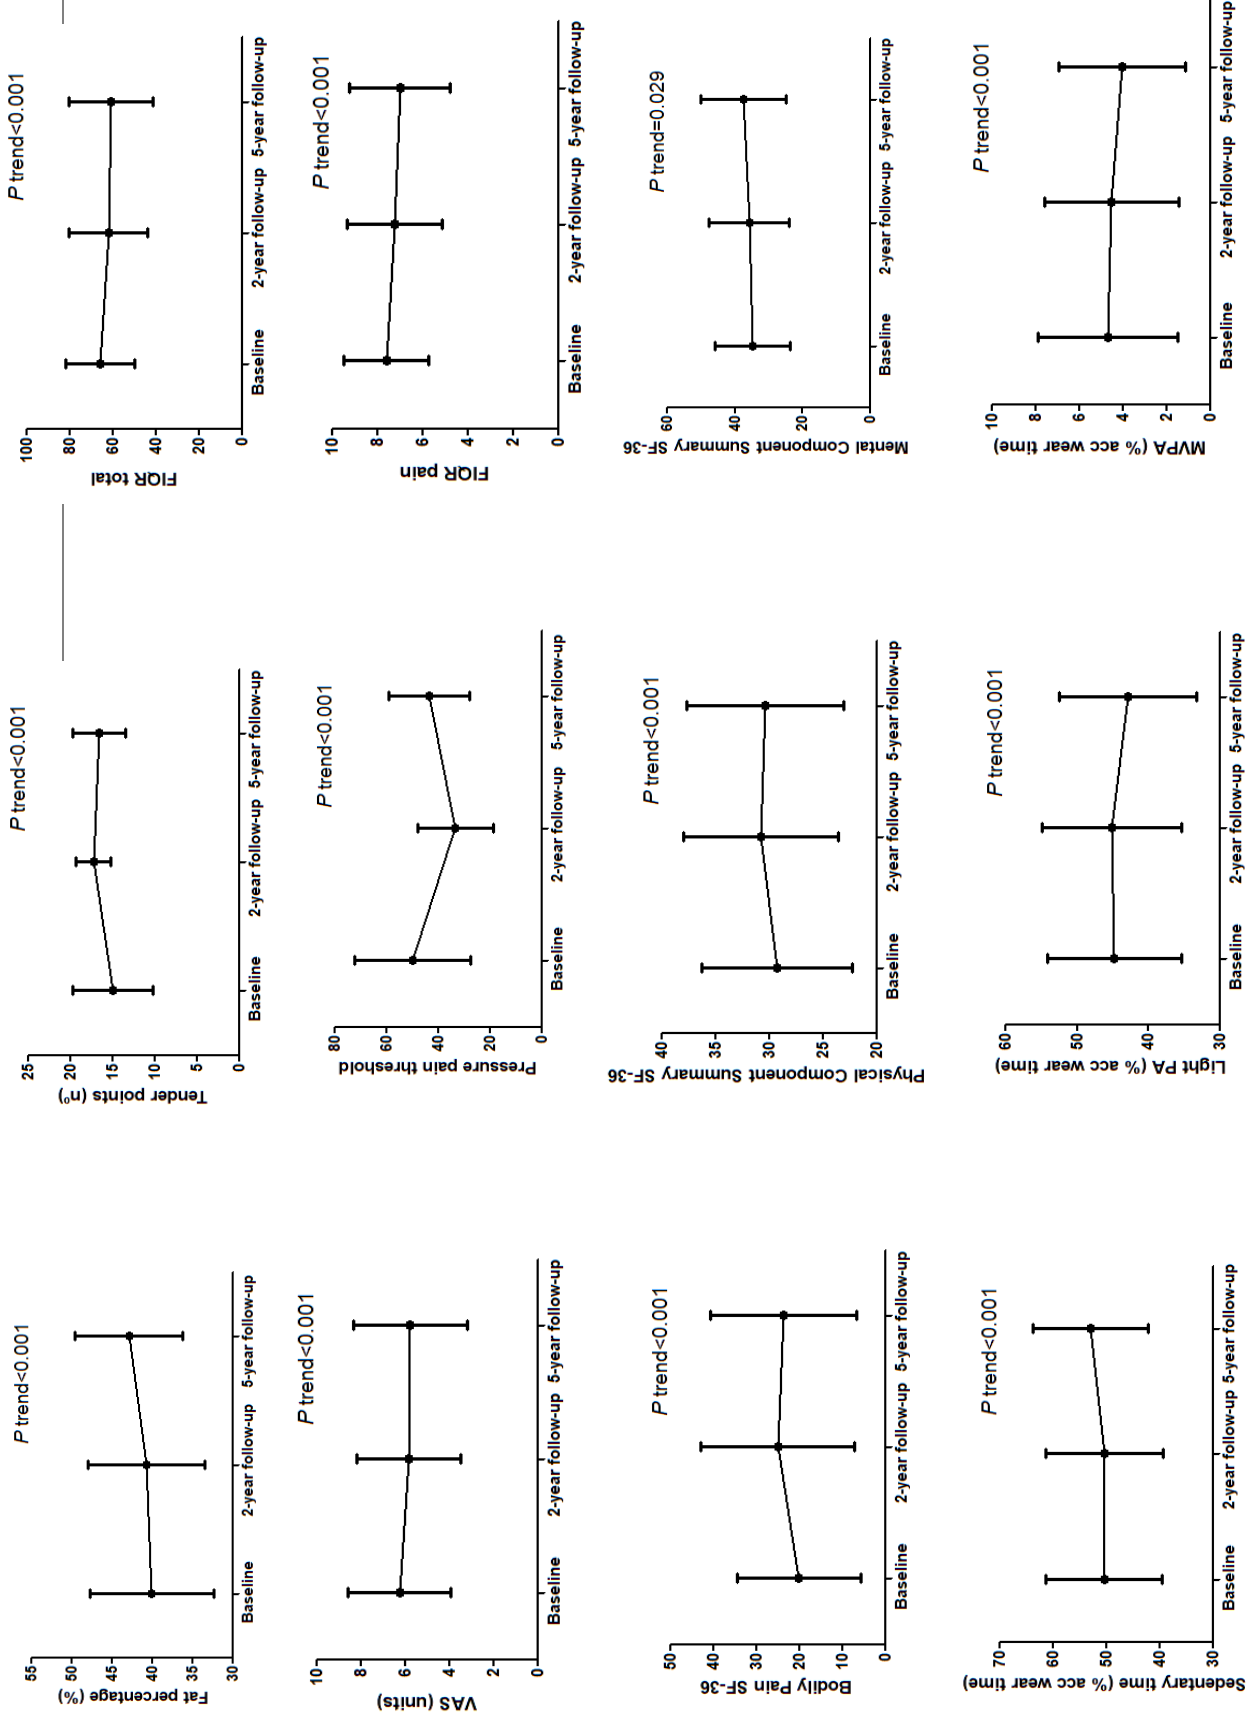 P trend<0.001
Fat percentage (%)
55
50
45
40
35
30
Baseline
2-year follow-up
5-year follow-up
P trend<0.001
Tender points (nº)
25
20
15
10
5
0
Baseline
2-year follow-up
5-year follow-up
P trend<0.001
FIQR total
100
80
60
40
20
0
Baseline
2-year follow-up
5-year follow-up
P trend<0.001
VAS (units)
10
8
6
4
2
0
Baseline
2-year follow-up
5-year follow-up
P trend<0.001
Pressure pain threshold
80
60
40
20
0
Baseline
2-year follow-up
5-year follow-up
P trend<0.001
FIQR pain
10
8
6
4
2
0
Baseline
2-year follow-up
5-year follow-up
P trend<0.001
Bodily Pain SF-36
50
40
30
20
10
0
Baseline
2-year follow-up
5-year follow-up
P trend<0.001
Physical Component Summary SF-36
40
35
30
25
20
Baseline
2-year follow-up
5-year follow-up
P trend=0.029
Mental Component Summary SF-36
60
40
20
0
Baseline
2-year follow-up
5-year follow-up
P trend<0.001
Sedentary time (% acc wear time)
70
60
50
40
30
Baseline
2-year follow-up
5-year follow-up
P trend<0.001
Light PA (% acc wear time)
60
50
40
30
Baseline
2-year follow-up
5-year follow-up
P trend<0.001
MVPA (% acc wear time)
10
8
6
4
2
0
Baseline
2-year follow-up
5-year follow-up